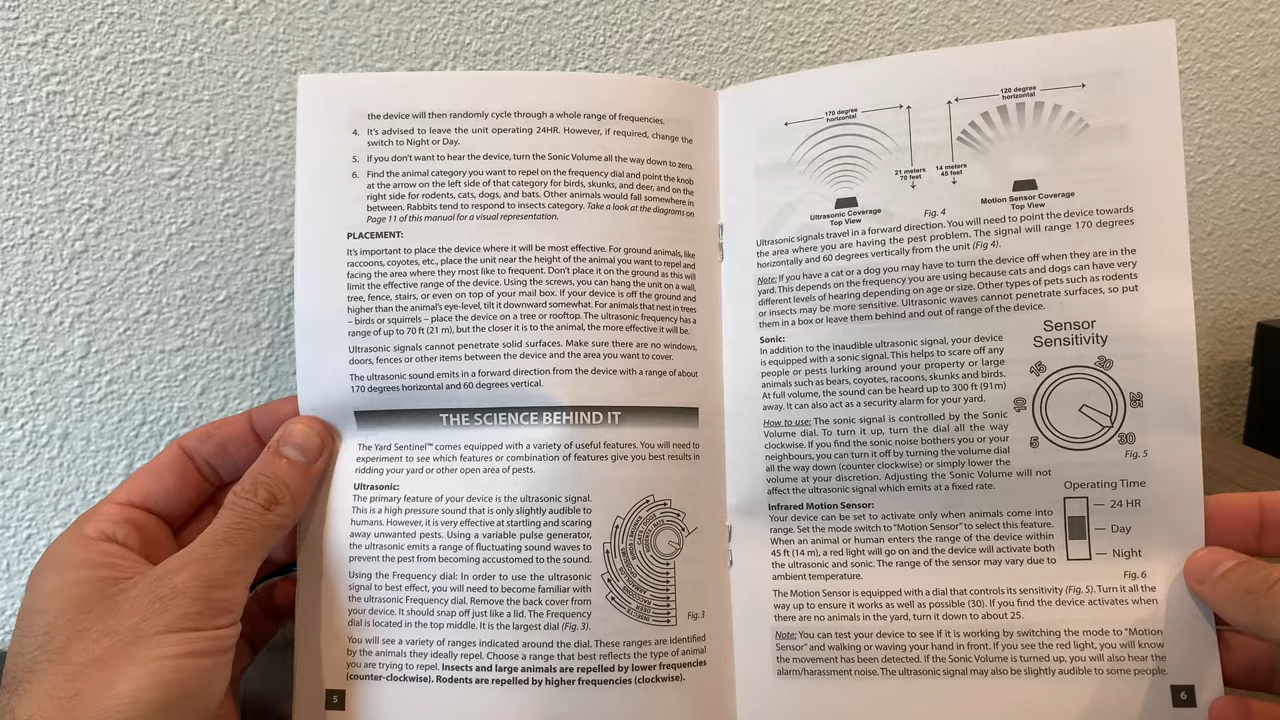 the device will then randomly cycle through a whole range of frequencies.
4. It's advised to leave the unit operating 24HR. However, if required, change the
switch to Night or Day.
5. If you don't want to hear the device, turn the Sonic Volume all the way down to zero.
6. Find the animal category you want to repel on the frequency dial and point the knob
at the arrow on the left side of that category for birds, skunks, and deer, and on the
right side for rodents, cats, dogs, and bats. Other animals would fall somewhere in
between. Rabbits tend to respond to insects category. Take a look at the diagrams on
Page 11 of this manual for a visual representation.
PLACEMENT:
It's important to place the device where it will be most effective. For ground animals, like
raccoons, coyotes, etc., place the unit near the height of the animal you want to repel and
facing the area where they most like to frequent. Don't place it on the ground as this will
limit the effective range of the device. Using the screws, you can hang the unit on a wall,
tree, fence, stairs, or even on top of your mail box. If your device is off the ground and
higher than the animal's eye-level, tilt it downward somewhat. For animals that nest in trees
– birds or squirrels – place the device on a tree or rooftop. The ultrasonic frequency has a
range of up to 70 ft (21 m), but the closer it is to the animal, the more effective it will be.
Ultrasonic signals cannot penetrate solid surfaces. Make sure there are no windows,
doors, fences or other items between the device and the area you want to cover.
The ultrasonic sound emits in a forward direction from the device with a range of about
170 degrees horizontal and 60 degrees vertical.
THE SCIENCE BEHIND IT
The Yard Sentinel™ comes equipped with a variety of useful features. You will need to
experiment to see which features or combination of features give you best results in
ridding your yard or other open area of pests.
Ultrasonic:
The primary feature of your device is the ultrasonic signal.
This is a high pressure sound that is only slightly audible to
humans. However, it is very effective at startling and scaring
away unwanted pests. Using a variable pulse generator,
the ultrasonic emits a range of fluctuating sound waves to
prevent the pest from becoming accustomed to the sound.
Using the Frequency dial: In order to use the ultrasonic
signal to best effect, you will need to become familiar with
the ultrasonic Frequency dial. Remove the back cover from
your device. It should snap off just like a lid. The Frequency
dial is located in the top middle. It is the largest dial (Fig. 3).
Fig.3
You will see a variety of ranges indicated around the dial. These ranges are identified
by the animals they ideally repel. Choose a range that best reflects the type of animal
you are trying to repel. Insects and large animals are repelled by lower frequencies
(counter-clockwise). Rodents are repelled by higher frequencies (clockwise).
5
170 degree
horizontal
21 meters
70 feet
Ultrasonic Coverage
Top View
120 degree
horizontal
14 meters
45 feet
Motion Sensor Coverage
Top View
Fig. 4
Ultrasonic signals travel in a forward direction. You will need to point the device towards
the area where you are having the pest problem. The signal will range 170 degrees
horizontally and 60 degrees vertically from the unit (Fig 4).
Note: If you have a cat or a dog you may have to turn the device off when they are in the
yard. This depends on the frequency you are using because cats and dogs can have very
different levels of hearing depending on age or size. Other types of pets such as rodents
or insects may be more sensitive. Ultrasonic waves cannot penetrate surfaces, so put
them in a box or leave them behind and out of range of the device.
Sonic:
In addition to the inaudible ultrasonic signal, your device
is equipped with a sonic signal. This helps to scare off any
people or pests lurking around your property or large
animals such as bears, coyotes, racoons, skunks and birds.
At full volume, the sound can be heard up to 300 ft (91m)
away. It can also act as a security alarm for your yard.
How to use: The sonic signal is controlled by the Sonic
Volume dial. To turn it up, turn the dial all the way
clockwise. If you find the sonic noise bothers you or your
neighbours, you can turn it off by turning the volume dial
all the way down (counter clockwise) or simply lower the
volume at your discretion. Adjusting the Sonic Volume will not
affect the ultrasonic signal which emits at a fixed rate.
Sensor
Sensitivity
5
10
15
20
25
30
Fig. 5
Infrared Motion Sensor:
Your device can be set to activate only when animals come into
range. Set the mode switch to "Motion Sensor" to select this feature.
When an animal or human enters the range of the device within
45 ft (14 m), a red light will go on and the device will activate both
the ultrasonic and sonic. The range of the sensor may vary due to
ambient temperature.
Operating Time
24 HR
Day
Night
Fig. 6
The Motion Sensor is equipped with a dial that controls its sensitivity (Fig. 5). Turn it all the
way up to ensure it works as well as possible (30). If you find the device activates when
there are no animals in the yard, turn it down to about 25.
Note: You can test your device to see if it is working by switching the mode to "Motion
Sensor" and walking or waving your hand in front. If you see the red light, you will know
the movement has been detected. If the Sonic Volume is turned up, you will also hear the
alarm/harassment noise. The ultrasonic signal may also be slightly audible to some people.
6